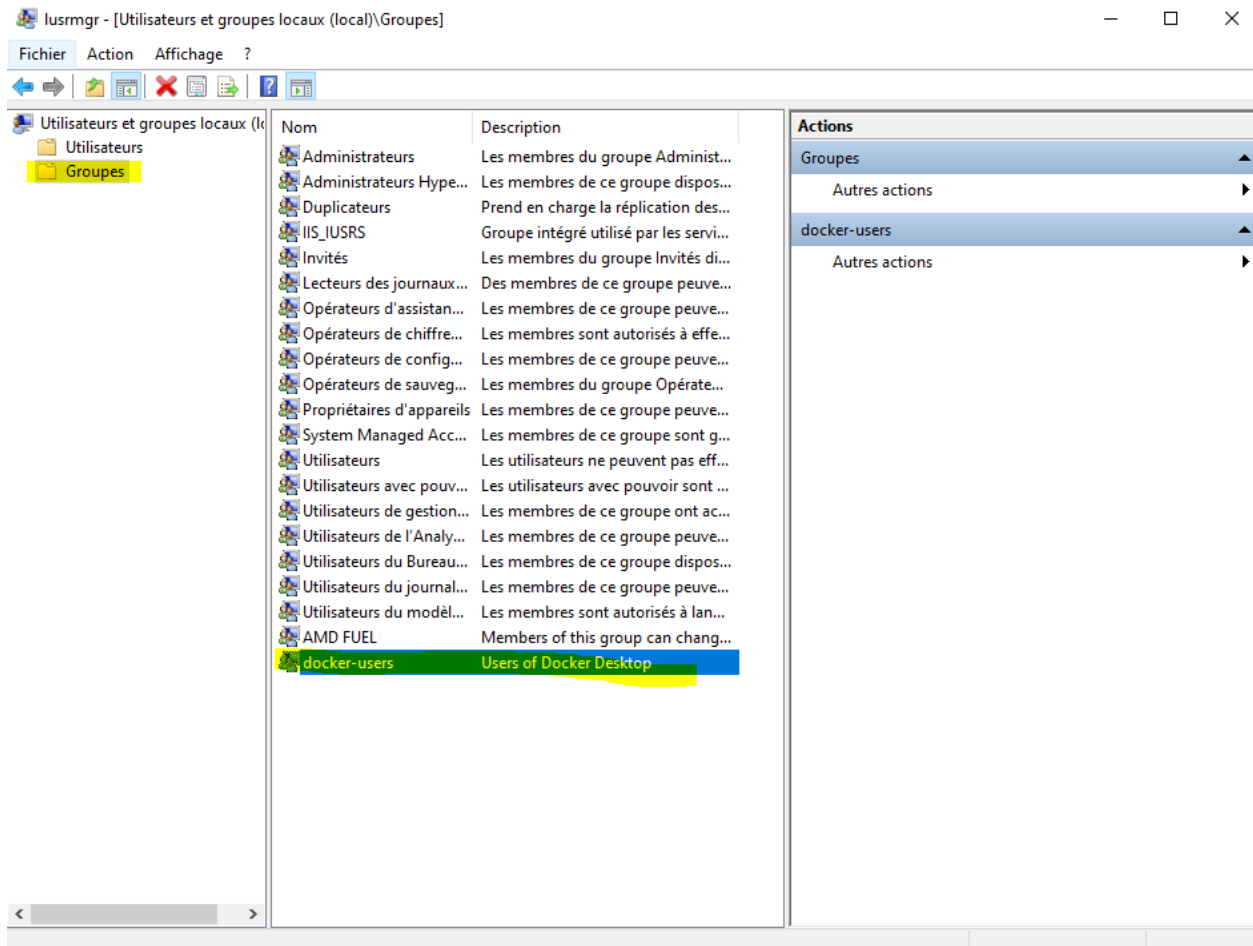 lusrmgr - [Utilisateurs et groupes locaux (local)\Groupes]
Fichier Action Affichage ?
Utilisateurs et groupes locaux (lo
Utilisateurs
Groupes
Nom Description
Administrateurs Les membres du groupe Administ...
Administrateurs Hype... Les membres de ce groupe dispos...
Duplicateurs Prend en charge la réplication des...
IIS_IUSRS Groupe intégré utilisé par les servi...
Invités Les membres du groupe Invités di...
Lecteurs des journaux... Des membres de ce groupe peuve...
Opérateurs d'assistan... Les membres de ce groupe peuve...
Opérateurs de chiffre... Les membres sont autorisés à effe...
Opérateurs de config... Les membres de ce groupe peuve...
Opérateurs de sauveg... Les membres du groupe Opérate...
Propriétaires d'appareils Les membres de ce groupe peuve...
System Managed Acc... Les membres de ce groupe sont g...
Utilisateurs Les utilisateurs ne peuvent pas eff...
Utilisateurs avec pouv... Les utilisateurs avec pouvoir sont ...
Utilisateurs de gestion... Les membres de ce groupe ont ac...
Utilisateurs de l'Analy... Les membres de ce groupe peuve...
Utilisateurs du Bureau... Les membres de ce groupe dispos...
Utilisateurs du journal... Les membres de ce groupe peuve...
Utilisateurs du modèl... Les membres sont autorisés à lan...
AMD FUEL Members of this group can chang...
docker-users Users of Docker Desktop
Actions
Groupes
Autres actions
docker-users
Autres actions